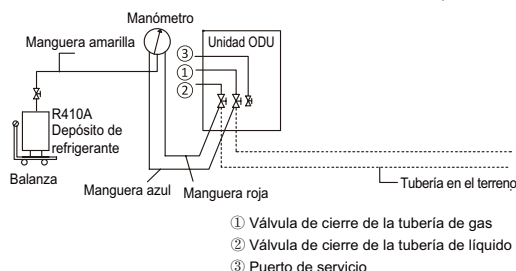 Manómetro
Manguera amarilla
Unidad ODU
③
①
②
R410A
Depósito de
refrigerante
Balanza
Manguera azul
Manguera roja
Tubería en el terreno
① Válvula de cierre de la tubería de gas
② Válvula de cierre de la tubería de líquido
③ Puerto de servicio